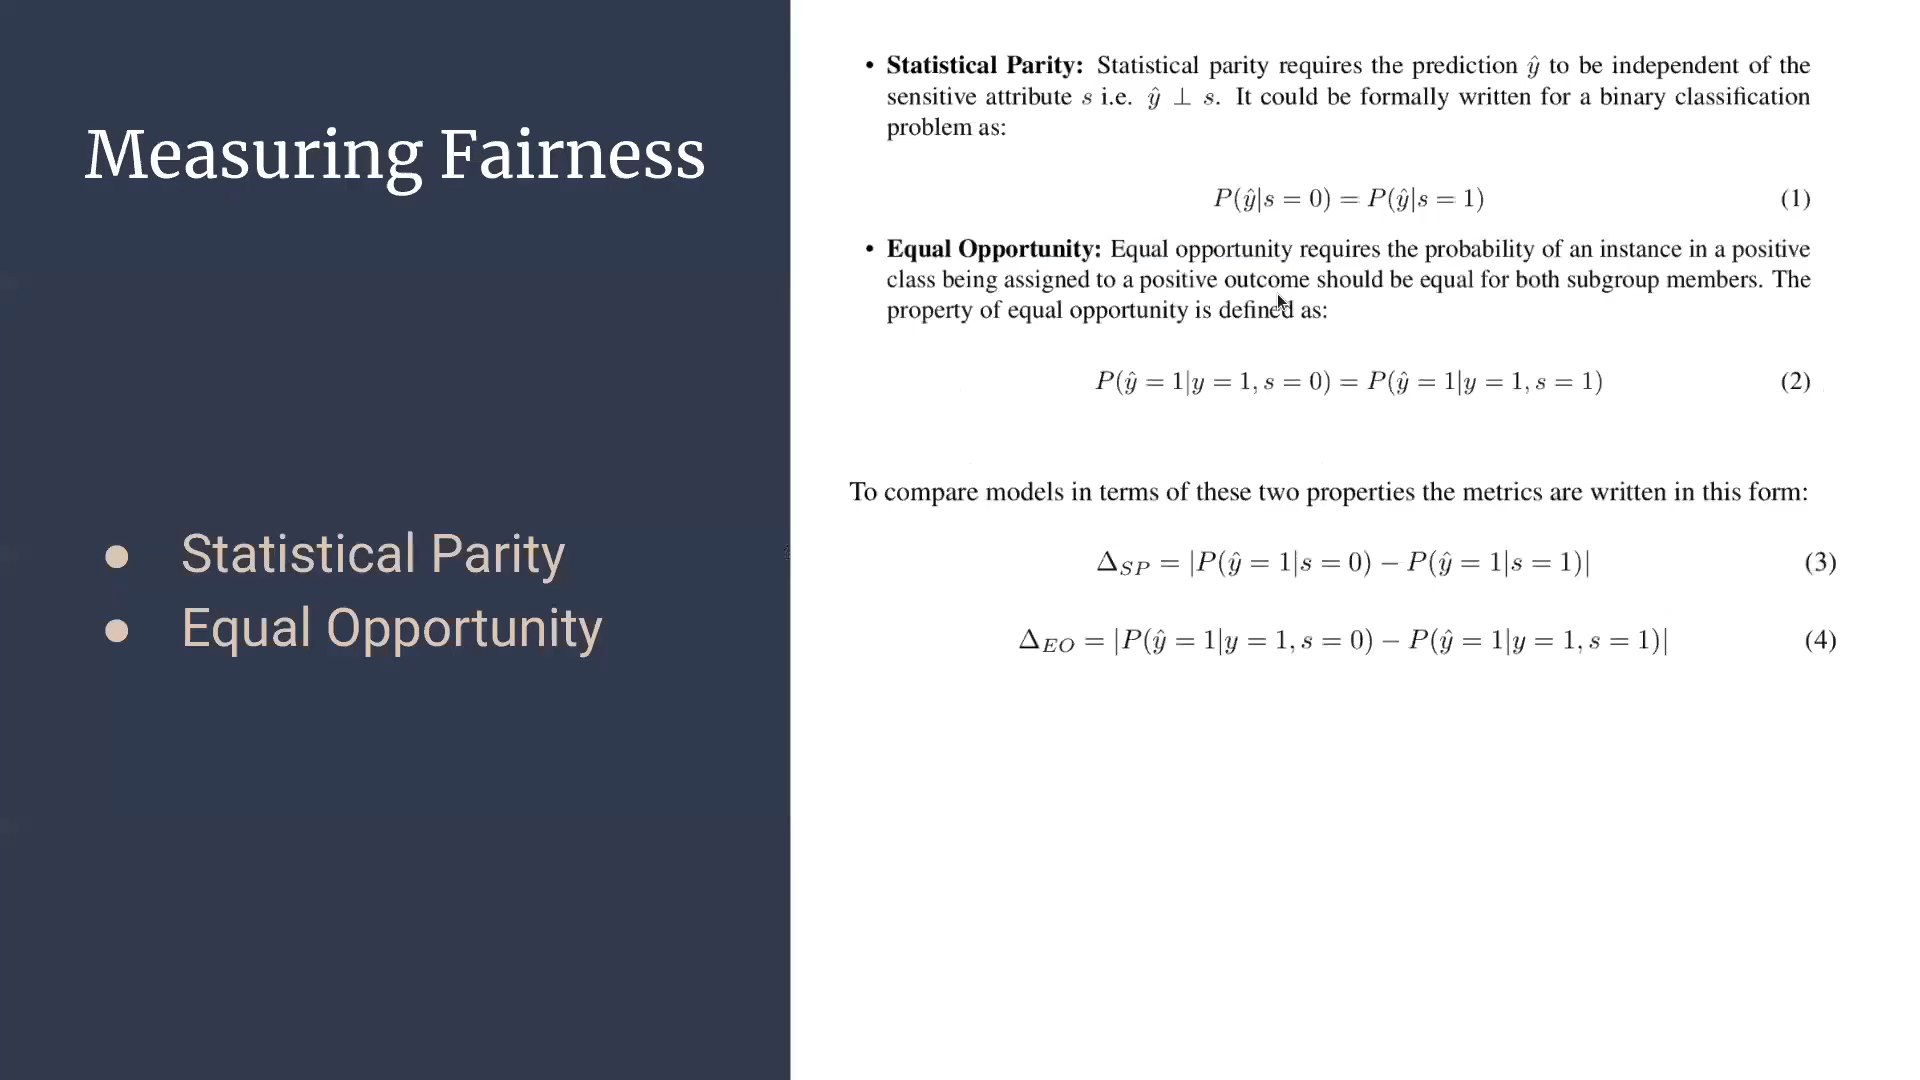 Measuring Fairness
● Statistical Parity
● Equal Opportunity
• Statistical Parity: Statistical parity requires the prediction ŷ to be independent of the
sensitive attribute s i.e. ŷ ⊥ s. It could be formally written for a binary classification
problem as:
P(ŷ|s = 0) = P(ŷ|s = 1) (1)
• Equal Opportunity: Equal opportunity requires the probability of an instance in a positive
class being assigned to a positive outcome should be equal for both subgroup members. The
property of equal opportunity is defined as:
P(ŷ = 1|y = 1, s = 0) = P(ŷ = 1|y = 1, s = 1) (2)
To compare models in terms of these two properties the metrics are written in this form:
Δ_SP = |P(ŷ = 1|s = 0) − P(ŷ = 1|s = 1)| (3)
Δ_EO = |P(ŷ = 1|y = 1, s = 0) − P(ŷ = 1|y = 1, s = 1)| (4)